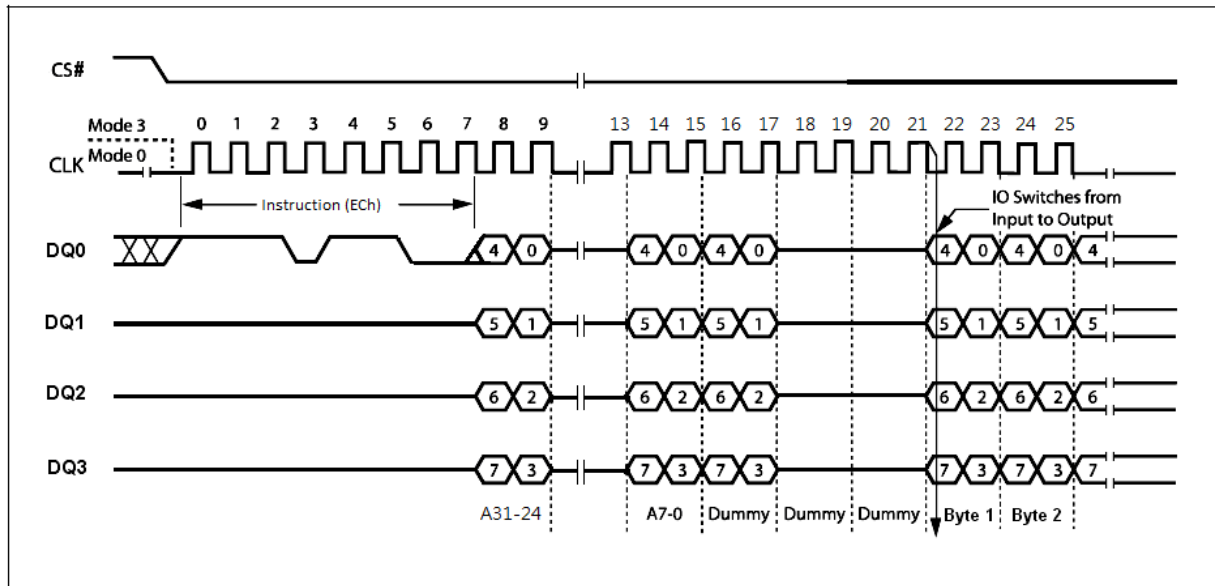 CS#
Mode 3
0 1 2 3 4 5 6 7 8 9 13 14 15 16 17 18 19 20 21 22 23 24 25
CLK
Mode 0
Instruction (ECh)
IO Switches from
Input to Output
DQ0
4 0 4 0 4 0 4 0 4 0 4
DQ1
5 1 5 1 5 1 5 1 5 1 5
DQ2
6 2 6 2 6 2 6 2 6 2 6
DQ3
7 3 7 3 7 3 7 3 7 3 7
A31-24 A7-0 Dummy Dummy Dummy Byte 1 Byte 2